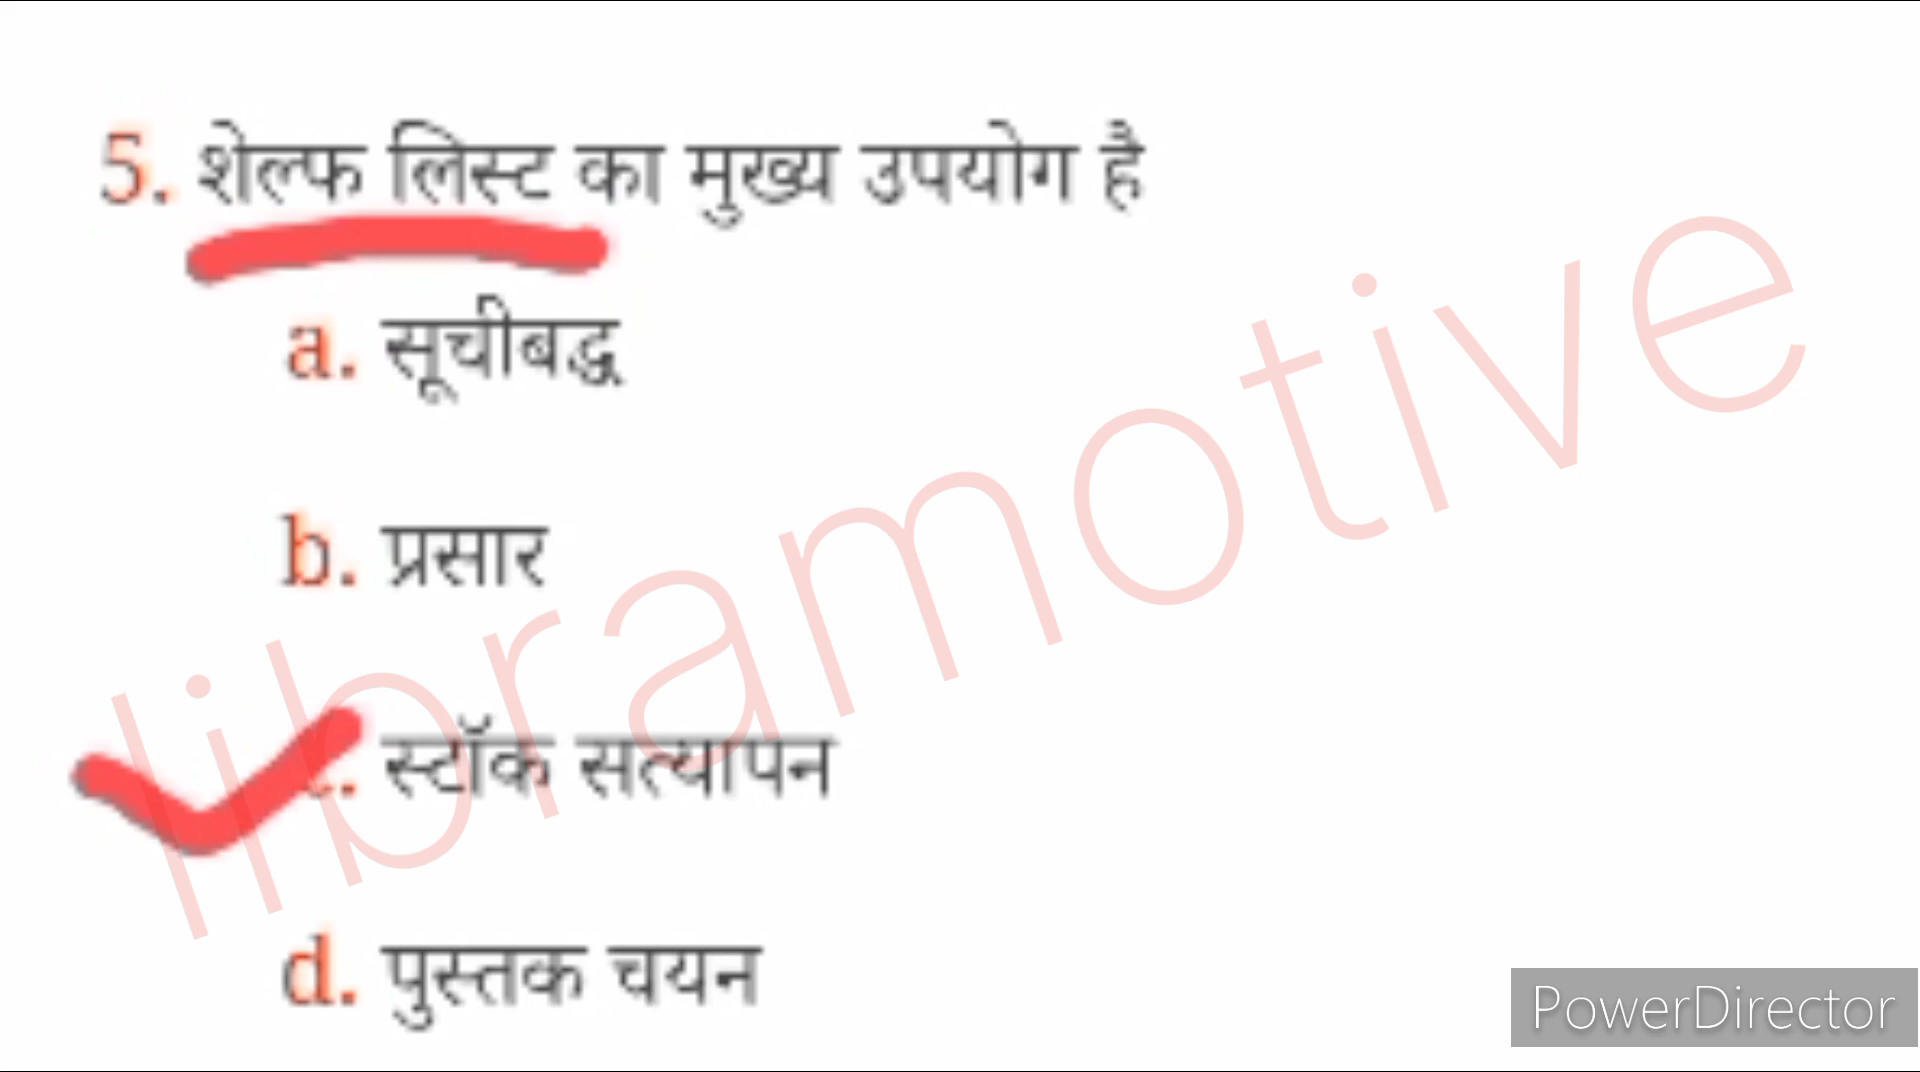 5. शेल्फ लिस्ट का मुख्य उपयोग है
a. सूचीबद्ध
b. प्रसार
c. स्टॉक सत्यापन
d. पुस्तक चयन
libramotive
PowerDirector